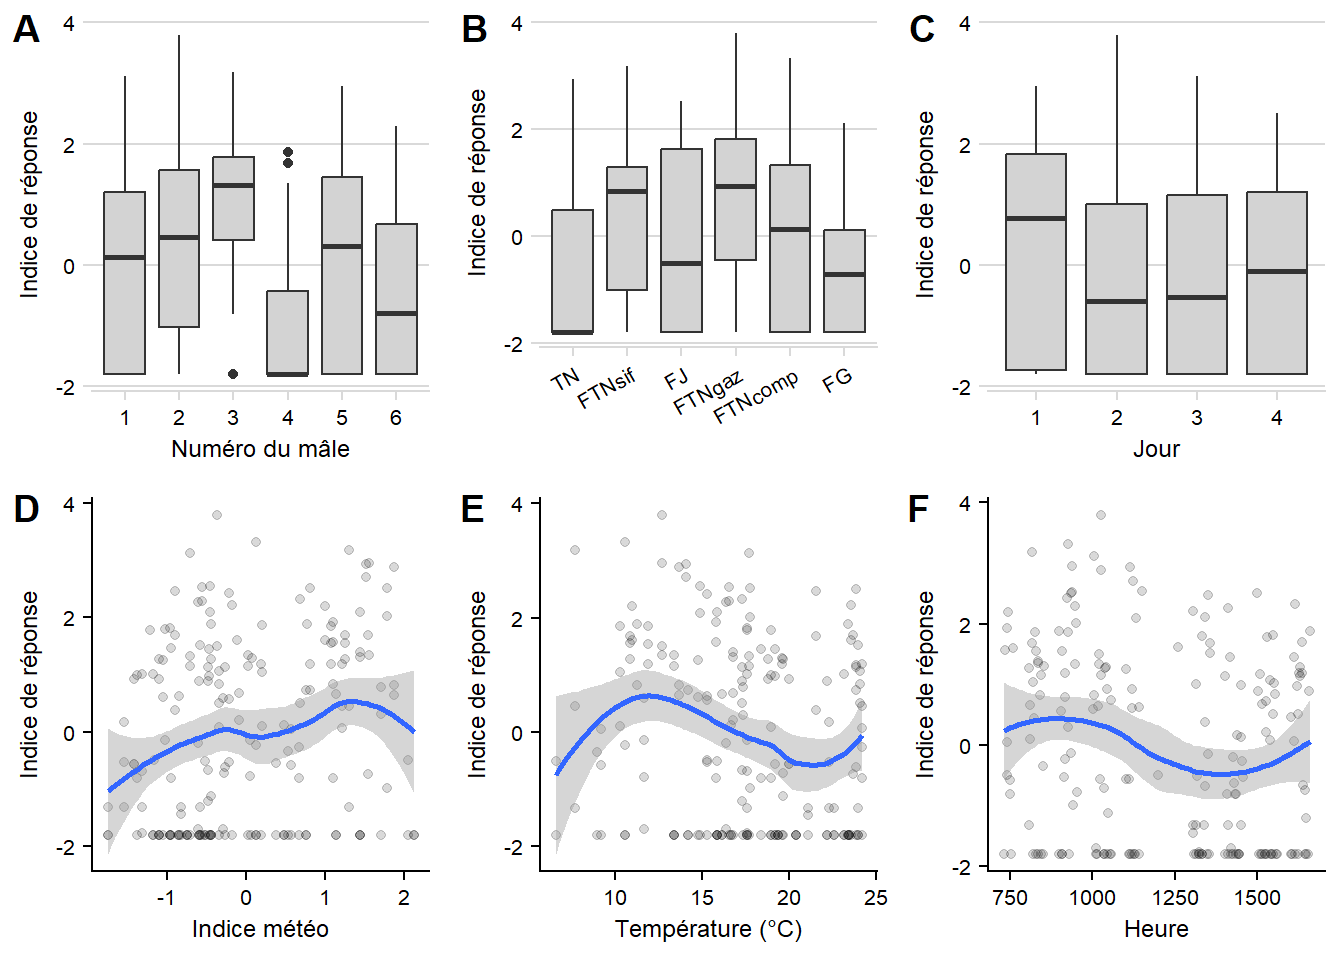 A
Indice de réponse
4
2
0
-2
1 2 3 4 5 6
Numéro du mâle
B
Indice de réponse
4
2
0
-2
TN FTNsif FJ FTNgaz FTNcomp FG
C
Indice de réponse
4
2
0
-2
1 2 3 4
Jour
D
Indice de réponse
4
2
0
-2
-1 0 1 2
Indice météo
E
Indice de réponse
4
2
0
-2
10 15 20 25
Température (°C)
F
Indice de réponse
4
2
0
-2
750 1000 1250 1500
Heure